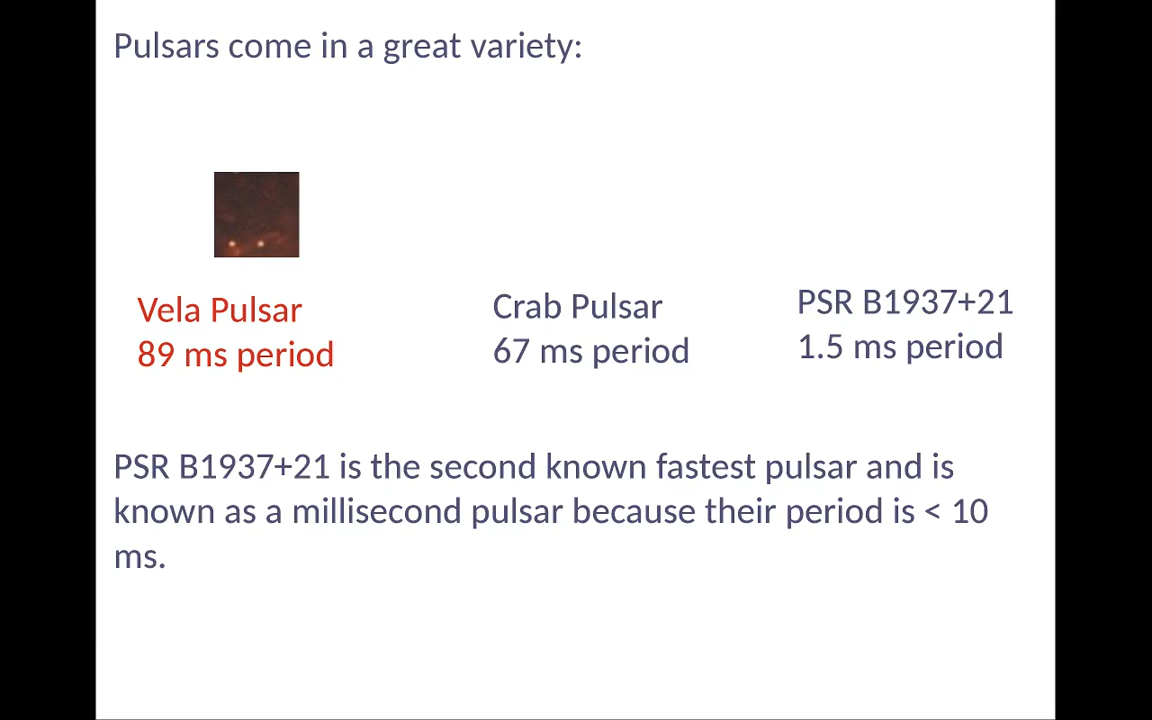 Pulsars come in a great variety:
Vela Pulsar
89 ms period
Crab Pulsar
67 ms period
PSR B1937+21
1.5 ms period
PSR B1937+21 is the second known fastest pulsar and is
known as a millisecond pulsar because their period is < 10
ms.